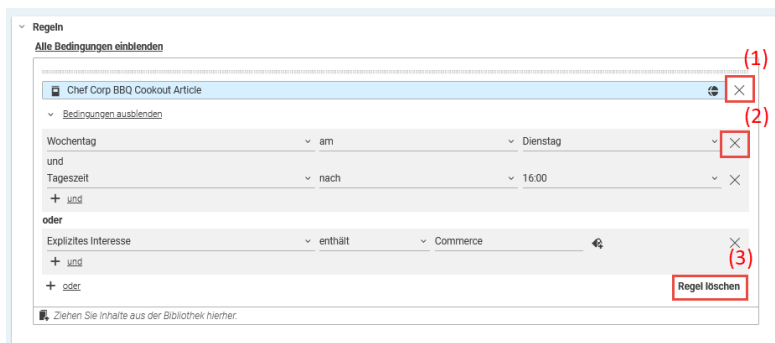 Regeln
Alle Bedingungen einblenden
(1)
Chef Corp BBQ Cookout Article
(2)
Bedingungen ausblenden
Wochentag am Dienstag
und
Tageszeit nach 16:00
+ und
oder
Explizites Interesse enthält Commerce
(3)
+ und
+ oder Regel löschen
Ziehen Sie Inhalte aus der Bibliothek hierher.